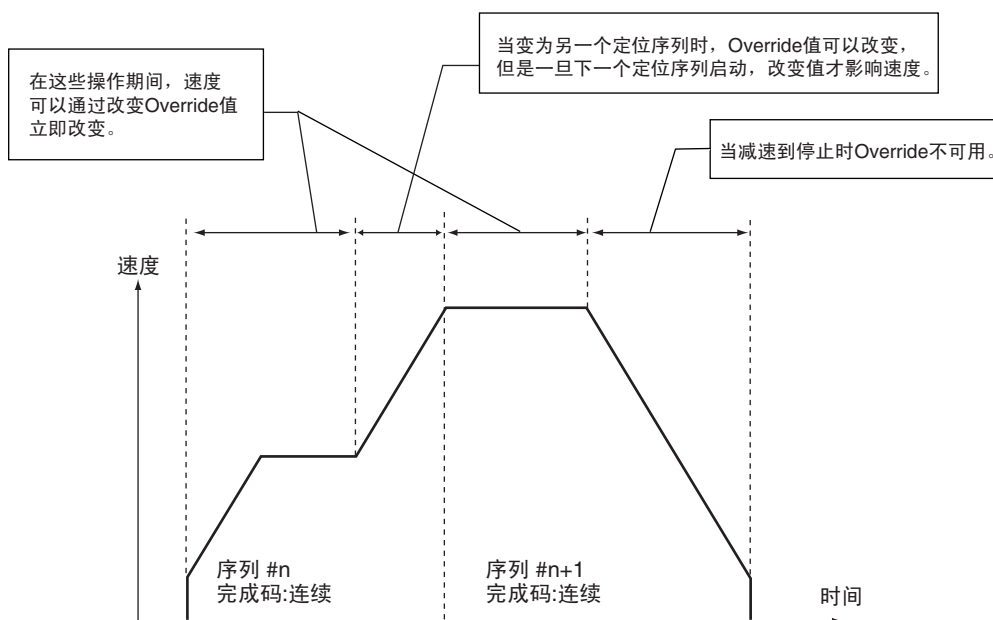 当变为另一个定位序列时，Override值可以改变，
但是一旦下一个定位序列启动，改变值才影响速度。
在这些操作期间，速度
可以通过改变Override值
立即改变。
当减速到停止时Override不可用。
速度
序列 #n
完成码:连续
序列 #n+1
完成码:连续
时间